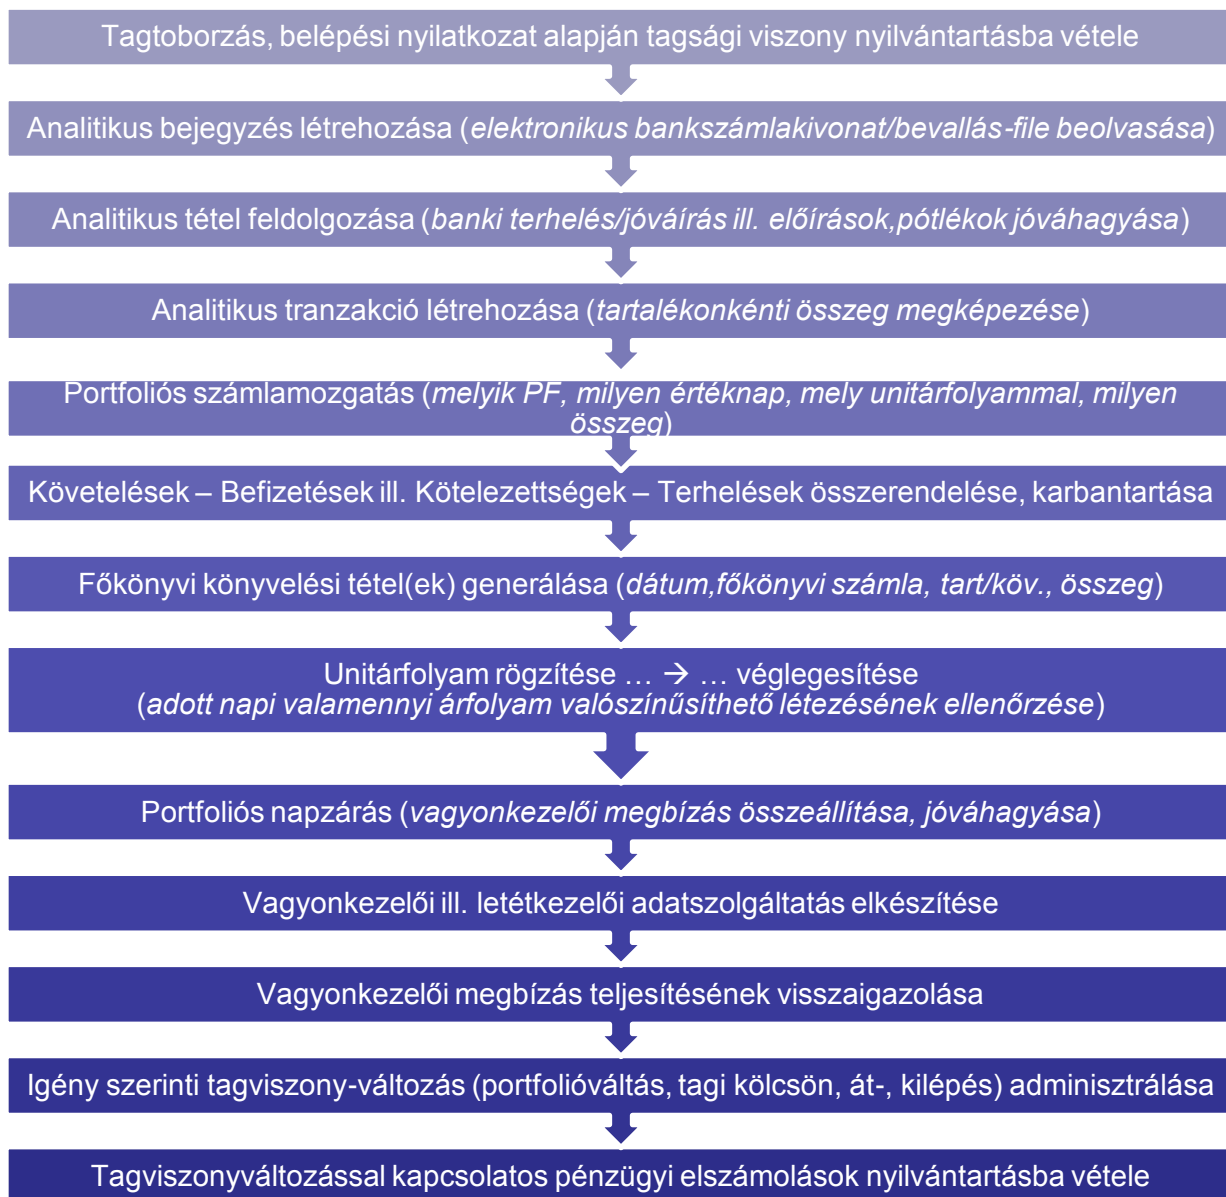 Tagtoborzás, belépési nyilatkozat alapján tagsági viszony nyilvántartásba vétele
Analitikus bejegyzés létrehozása (elektronikus bankszámlakivonat/bevallás-file beolvasása)
Analitikus tétel feldolgozása (banki terhelés/jóváírás ill. előírások,pótlékok jóváhagyása)
Analitikus tranzakció létrehozása (tartalékonkénti összeg megképezése)
Portfoliós számlamozgatás (melyik PF, milyen értéknap, mely unitárfolyammal, milyen
összeg)
Követelések – Befizetések ill. Kötelezettségek – Terhelések összerendelése, karbantartása
Főkönyvi könyvelési tétel(ek) generálása (dátum,főkönyvi számla, tart/köv., összeg)
Unitárfolyam rögzítése … → … véglegesítése
(adott napi valamennyi árfolyam valószínűsíthető létezésének ellenőrzése)
Portfoliós napzárás (vagyonkezelői megbízás összeállítása, jóváhagyása)
Vagyonkezelői ill. letétkezelői adatszolgáltatás elkészítése
Vagyonkezelői megbízás teljesítésének visszaigazolása
Igény szerinti tagviszony-változás (portfolióváltás, tagi kölcsön, át-, kilépés) adminisztrálása
Tagviszonyváltozással kapcsolatos pénzügyi elszámolások nyilvántartásba vétele